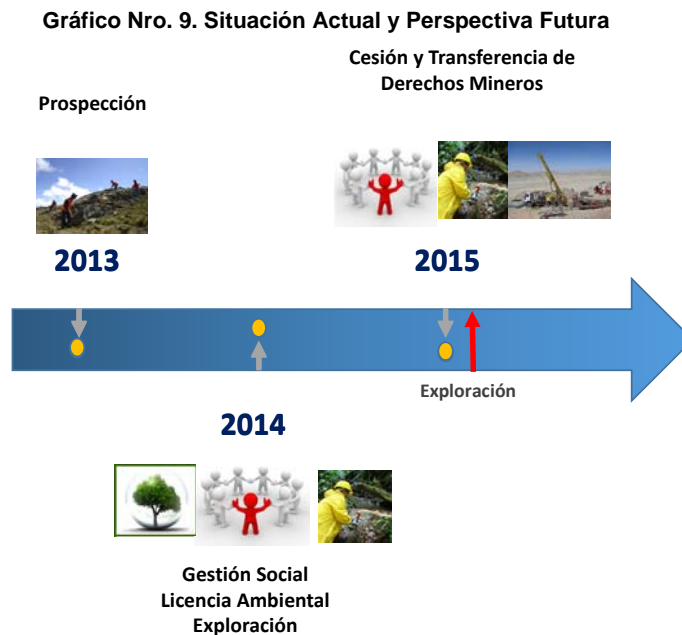 Gráfico Nro. 9. Situación Actual y Perspectiva Futura
Cesión y Transferencia de
Derechos Mineros
Prospección
2013
2015
Exploración
2014
Gestión Social
Licencia Ambiental
Exploración